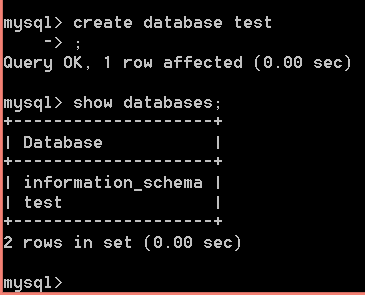 mysql> create database test
    -> ;
Query OK, 1 row affected (0.00 sec)

mysql> show databases;
+--------------------+
| Database           |
+--------------------+
| information_schema |
| test               |
+--------------------+
2 rows in set (0.00 sec)

mysql>